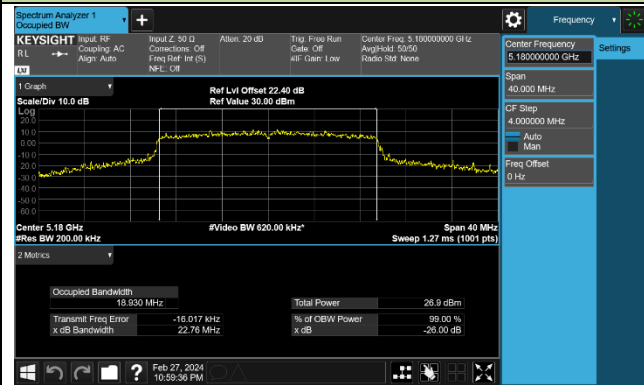 Spectrum Analyzer 1
Occupied BW
Frequency
KEYSIGHT
Input: RF
Input Z: 50 Ω
Atten: 20 dB
Trig: Free Run
Center Freq: 5.180000000 GHz
RL
Coupling: AC
Corrections: Off
Gate: Off
Avg|Hold: 50/50
Align: Auto
Freq Ref: Int (S)
#IF Gain: Low
Radio Std: None
NFE: Off
LXI
Center Frequency
5.180000000 GHz
Settings
Span
40.000 MHz
CF Step
4.000000 MHz
Auto
Man
Freq Offset
0 Hz
1 Graph
Scale/Div 10.0 dB
Ref Lvl Offset 22.40 dB
Ref Value 30.00 dBm
Log
20.0
10.0
0.00
-10.0
-20.0
-30.0
-40.0
-50.0
-60.0
Center 5.18 GHz
#Video BW 620.00 kHz*
Span 40 MHz
#Res BW 200.00 kHz
Sweep 1.27 ms (1001 pts)
2 Metrics
Occupied Bandwidth
18.930 MHz
Total Power
26.9 dBm
Transmit Freq Error
-16.017 kHz
% of OBW Power
99.00 %
x dB Bandwidth
22.76 MHz
x dB
-26.00 dB
?
Feb 27, 2024
10:59:36 PM